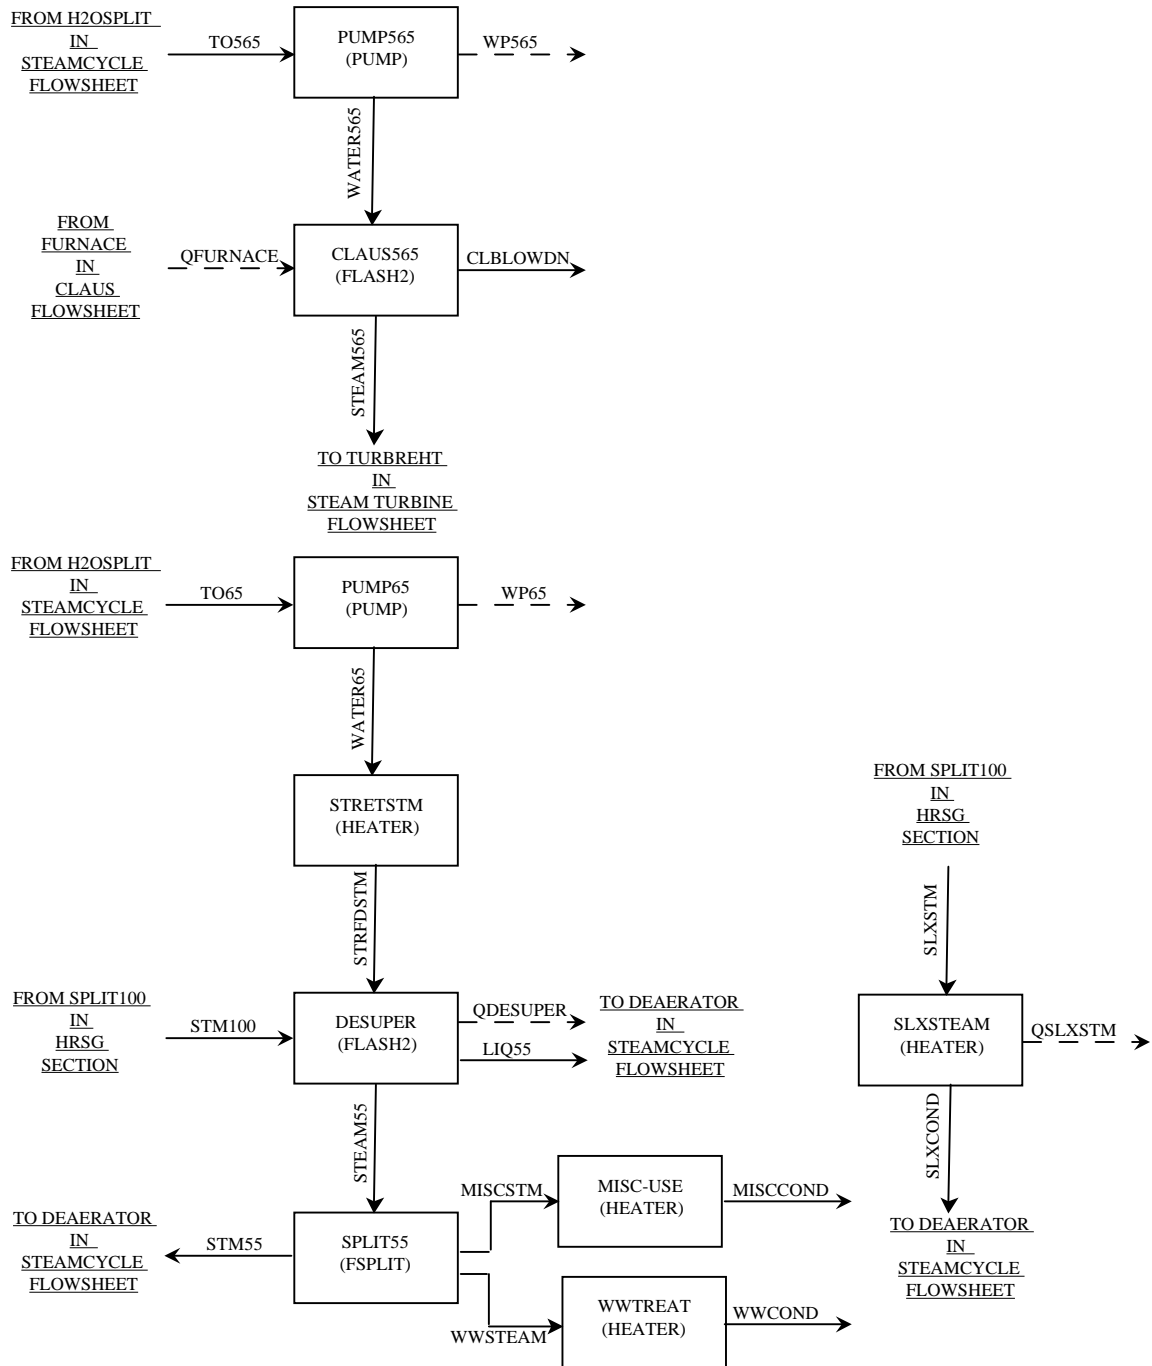 FROM H2OSPLIT
IN
STEAMCYCLE
FLOWSHEET
TO565
PUMP565
(PUMP)
WP565
WATER565
FROM
FURNACE
IN
CLAUS
FLOWSHEET
QFURNACE
CLAUS565
(FLASH2)
CLBLOWDN
STEAM565
TO TURBREHT
IN
STEAM TURBINE
FLOWSHEET
FROM H2OSPLIT
IN
STEAMCYCLE
FLOWSHEET
TO65
PUMP65
(PUMP)
WP65
WATER65
STRETSTM
(HEATER)
STRFDSTM
FROM SPLIT100
IN
HRSG
SECTION
SLXSTM
FROM SPLIT100
IN
HRSG
SECTION
STM100
DESUPER
(FLASH2)
QDESUPER
LIQ55
TO DEAERATOR
IN
STEAMCYCLE
FLOWSHEET
SLXSTEAM
(HEATER)
QSLXSTM
STEAM55
SLXCOND
TO DEAERATOR
IN
STEAMCYCLE
FLOWSHEET
STM55
SPLIT55
(FSPLIT)
MISCSTM
MISC-USE
(HEATER)
MISCCOND
TO DEAERATOR
IN
STEAMCYCLE
FLOWSHEET
WWSTEAM
WWTREAT
(HEATER)
WWCOND